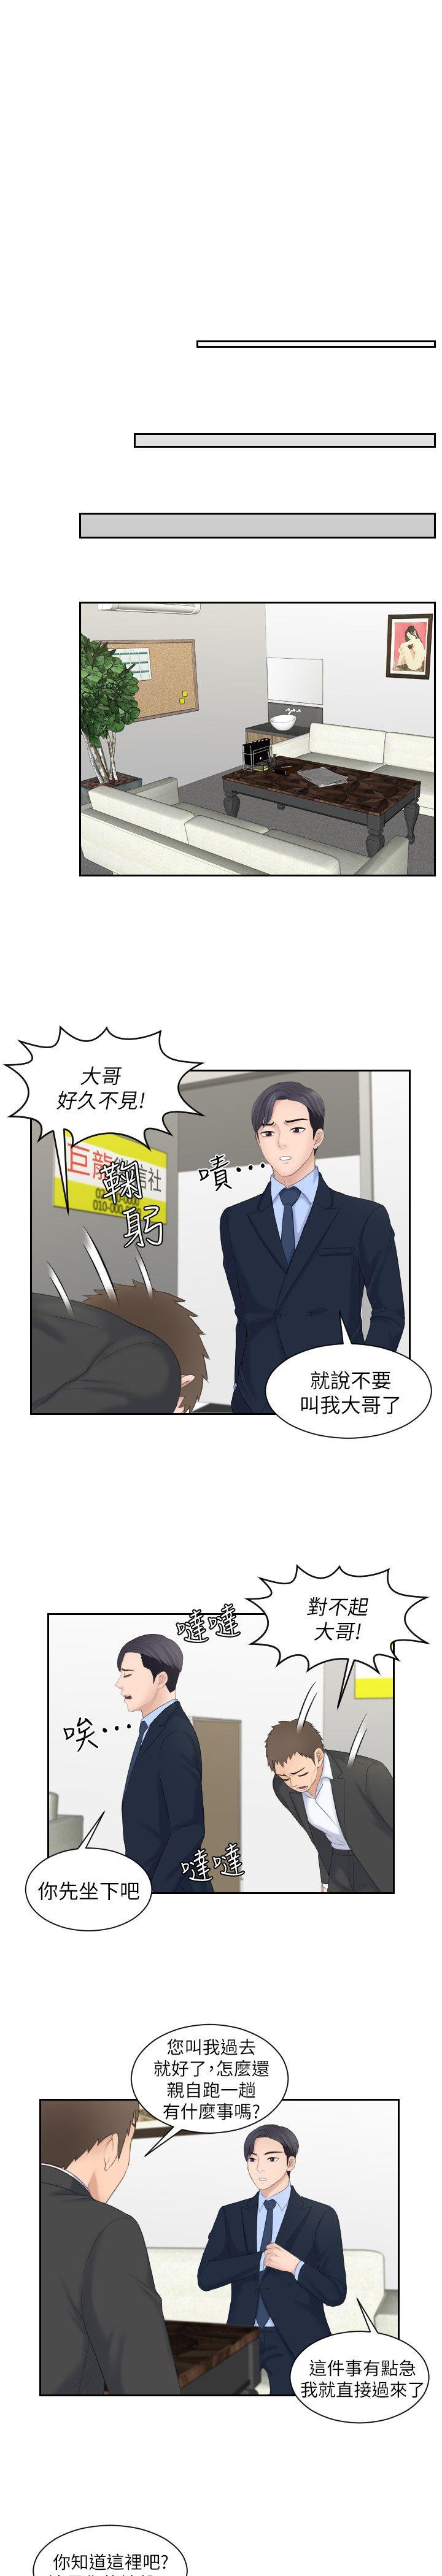 大哥
好久不見!
巨龍徵信社
010-000
鞠
躬
嘖…
就說不要
叫我大哥了
對不起
大哥!
噠噠
唉…
噠噠
你先坐下吧
您叫我過去
就好了,怎麼還
親自跑一趟
有什麼事嗎?
這件事有點急
我就直接過來了
你知道這裡吧?